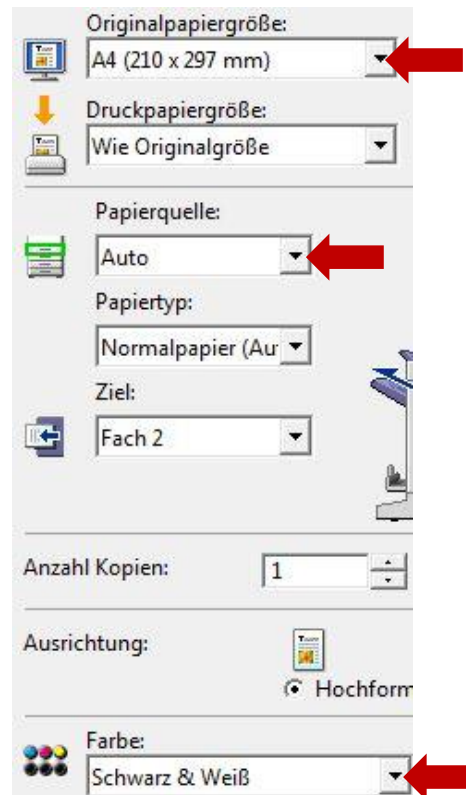 Originalpapiergröße:
A4 (210 x 297 mm)
Druckpapiergröße:
Wie Originalgröße
Papierquelle:
Auto
Papiertyp:
Normalpapier (Au
Ziel:
Fach 2
Anzahl Kopien: 1
Ausrichtung:
Hochform
Farbe:
Schwarz & Weiß